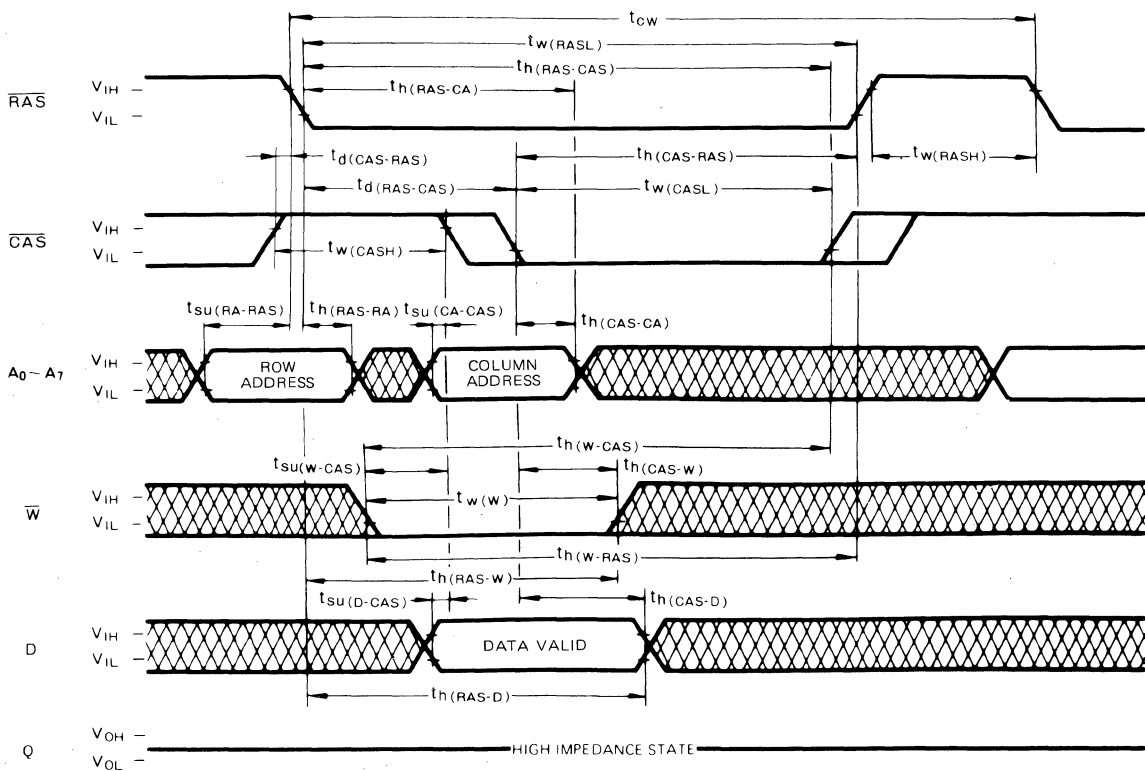 tCW
tW(RASL)
th(RAS-CAS)
RAS VIH th(RAS-CA)
VIL
td(CAS-RAS) th(CAS-RAS) tW(RASH)
td(RAS-CAS) tW(CASL)
CAS VIH
VIL tW(CASH)
tsu(RA-RAS) th(RAS-RA) tsu(CA-CAS) th(CAS-CA)
A0~A7 VIH ROW ADDRESS COLUMN ADDRESS
VIL
th(W-CAS)
tsu(W-CAS) th(CAS-W)
W VIH tW(W)
VIL
th(W-RAS)
th(RAS-W)
tsu(D-CAS) th(CAS-D)
D VIH DATA VALID
VIL
th(RAS-D)
Q VOH HIGH IMPEDANCE STATE
VOL